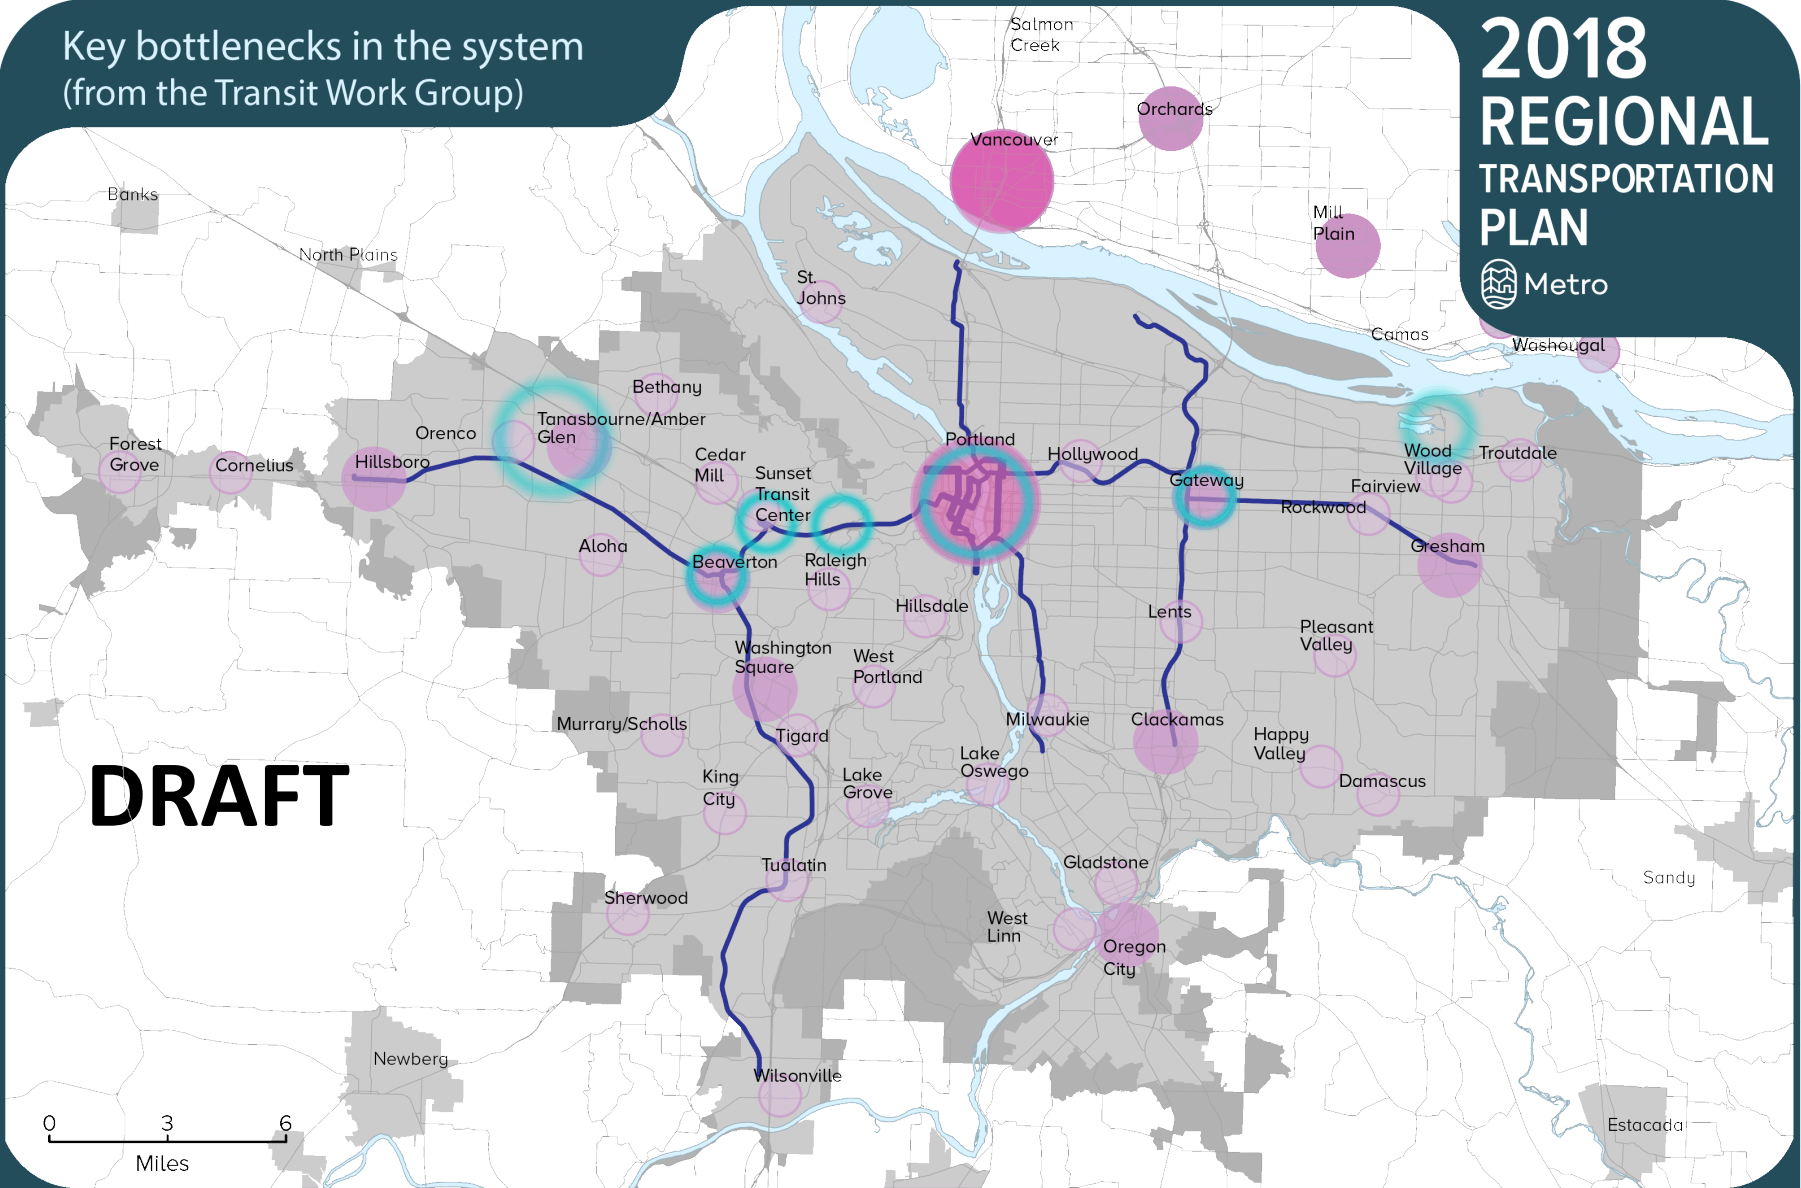 Key bottlenecks in the system
(from the Transit Work Group)
2018
REGIONAL
TRANSPORTATION
PLAN
Metro
Salmon
Creek
Orchards
Vancouver
Mill
Plain
Banks
North Plains
St.
Johns
Camas
Washougal
Bethany
Tanasbourne/Amber
Glen
Orenco
Forest
Grove
Cornelius
Hillsboro
Cedar
Mill
Sunset
Transit
Center
Portland
Hollywood
Gateway
Wood
Village
Troutdale
Fairview
Rockwood
Gresham
Aloha
Beaverton
Raleigh
Hills
Hillsdale
Lents
Pleasant
Valley
Washington
Square
West
Portland
Murrary/Scholls
Tigard
Milwaukie
Clackamas
Happy
Valley
Damascus
King
City
Lake
Grove
Lake
Oswego
DRAFT
Tualatin
Gladstone
Sandy
Sherwood
West
Linn
Oregon
City
Newberg
Wilsonville
Estacada
0 3 6
Miles